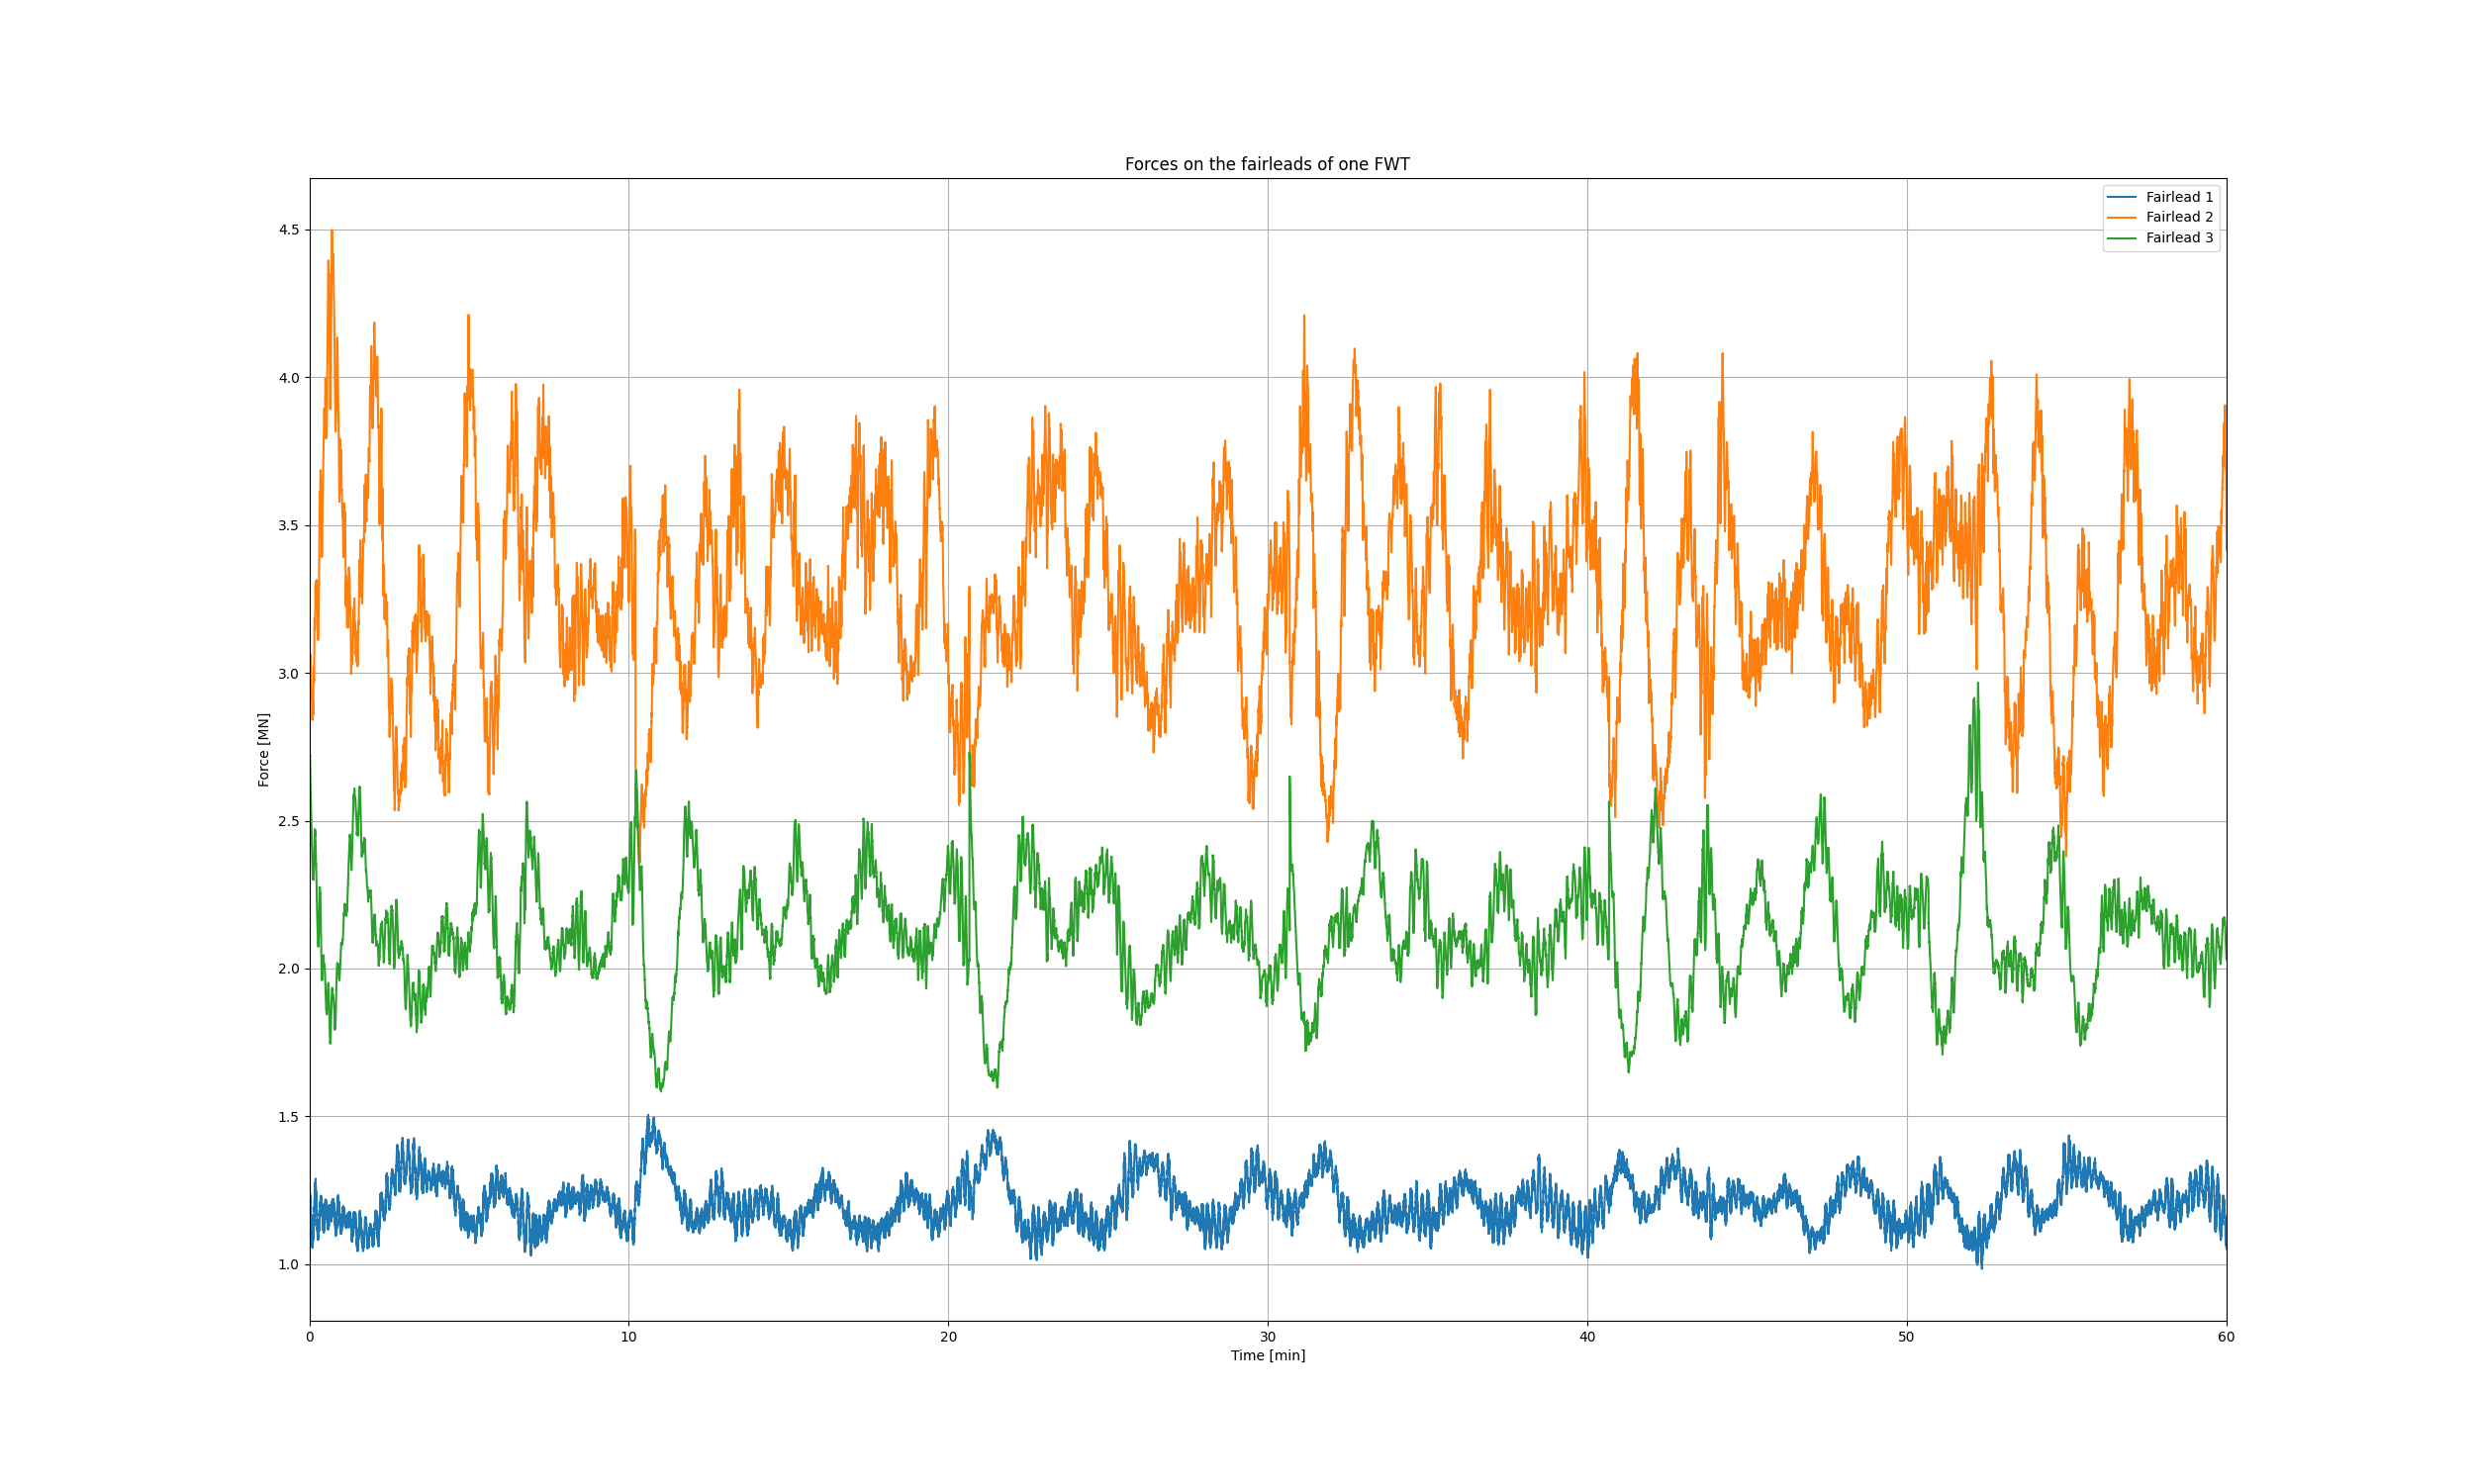 Forces on the fairleads of one FWT
Fairlead 1
Fairlead 2
Fairlead 3
4.5
4.0
3.5
3.0
2.5
2.0
1.5
1.0
Force [MN]
0 10 20 30 40 50 60
Time [min]